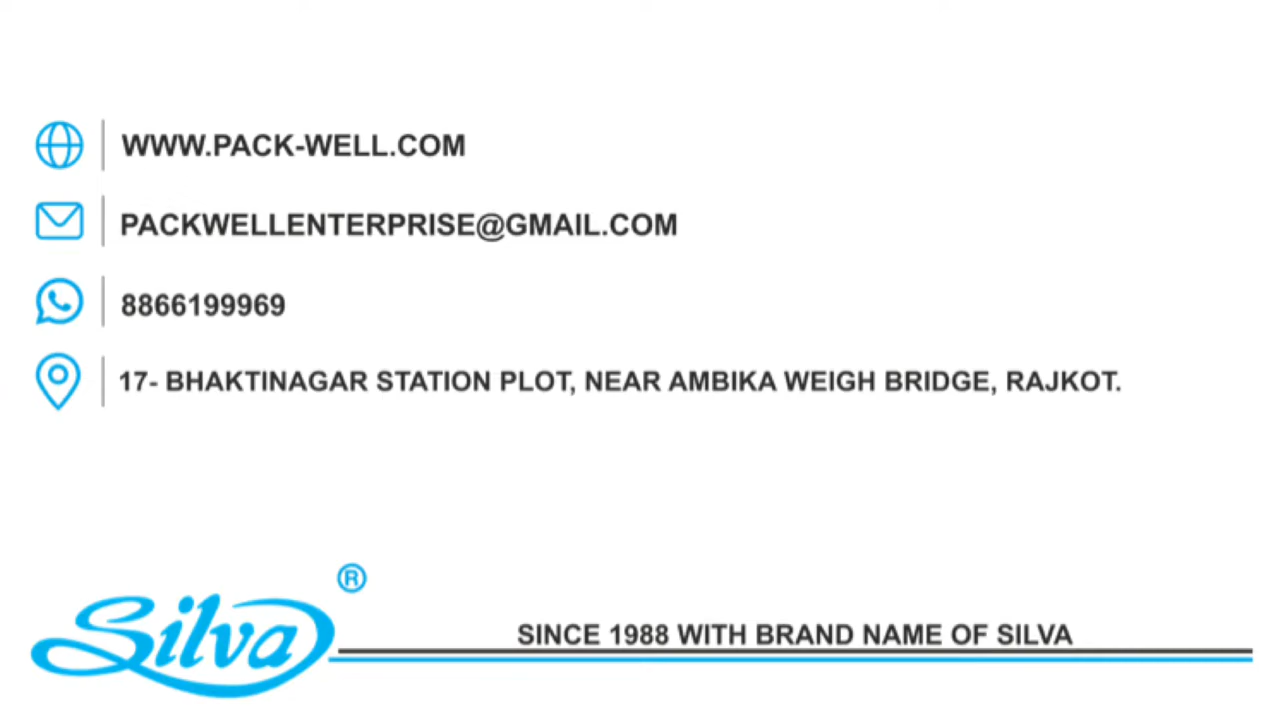 WWW.PACK-WELL.COM
PACKWELLENTERPRISE@GMAIL.COM
8866199969
17- BHAKTINAGAR STATION PLOT, NEAR AMBIKA WEIGH BRIDGE, RAJKOT.
Silva ®
SINCE 1988 WITH BRAND NAME OF SILVA